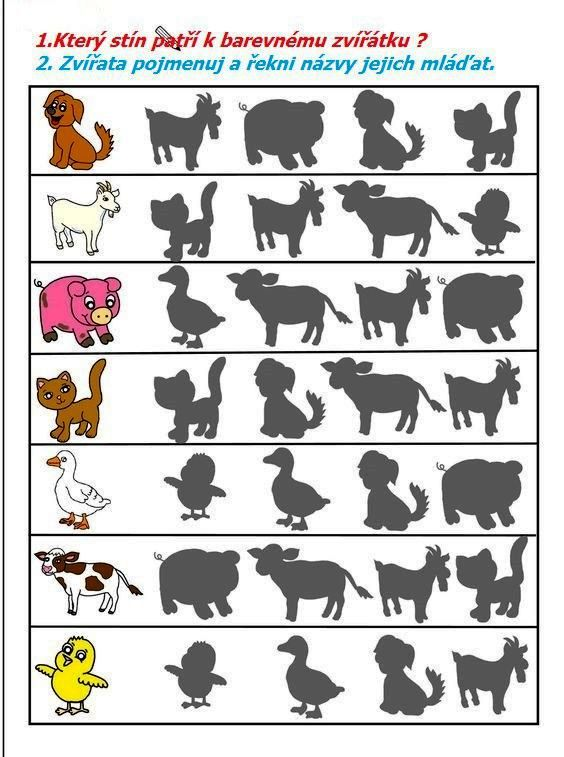 1.Který stín patří k barevnému zvířátku ?
2. Zvířata pojmenuj a řekni názvy jejich mláďat.